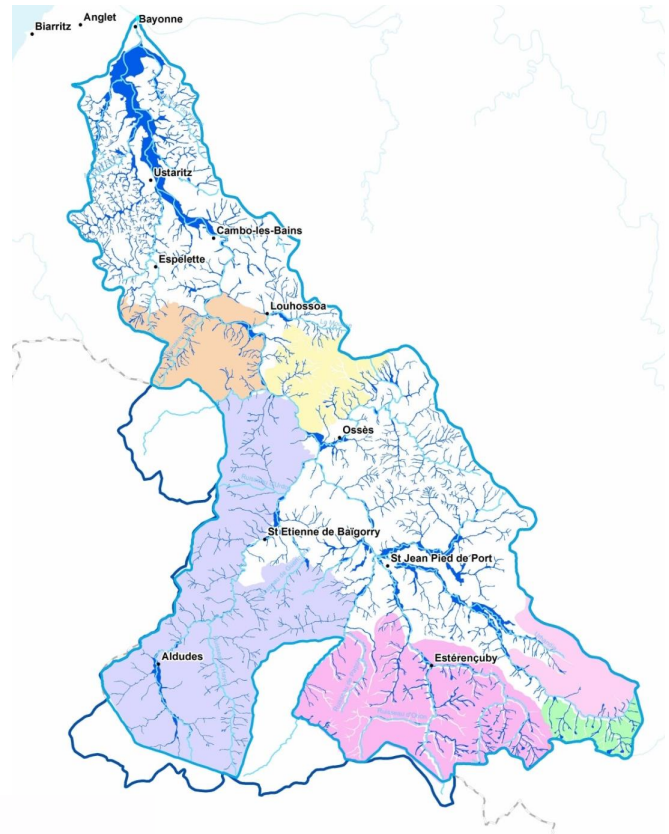 Anglet
Bayonne
Biarritz
Ustaritz
Cambo-les-Bains
Espelette
Louhossoa
Ossès
St Etienne de Baïgorry
St Jean Pied de Port
Aldudes
Estérençuby